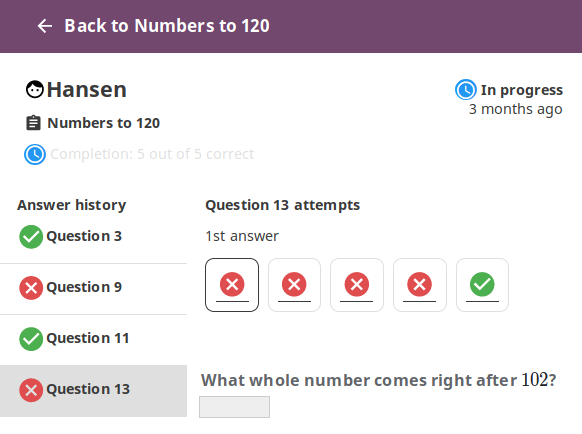 Back to Numbers to 120
Hansen
In progress
3 months ago
Numbers to 120
Completion: 5 out of 5 correct
Answer history
Question 3
Question 9
Question 11
Question 13
Question 13 attempts
1st answer
What whole number comes right after 102?